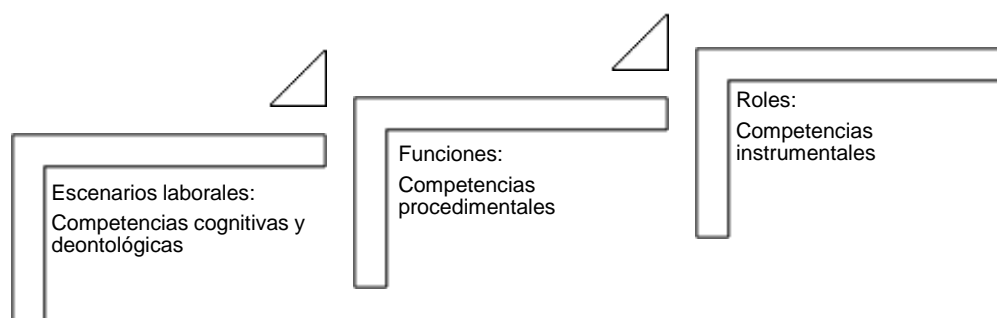 Escenarios laborales:
Competencias cognitivas y
deontológicas
Funciones:
Competencias
procedimentales
Roles:
Competencias
instrumentales